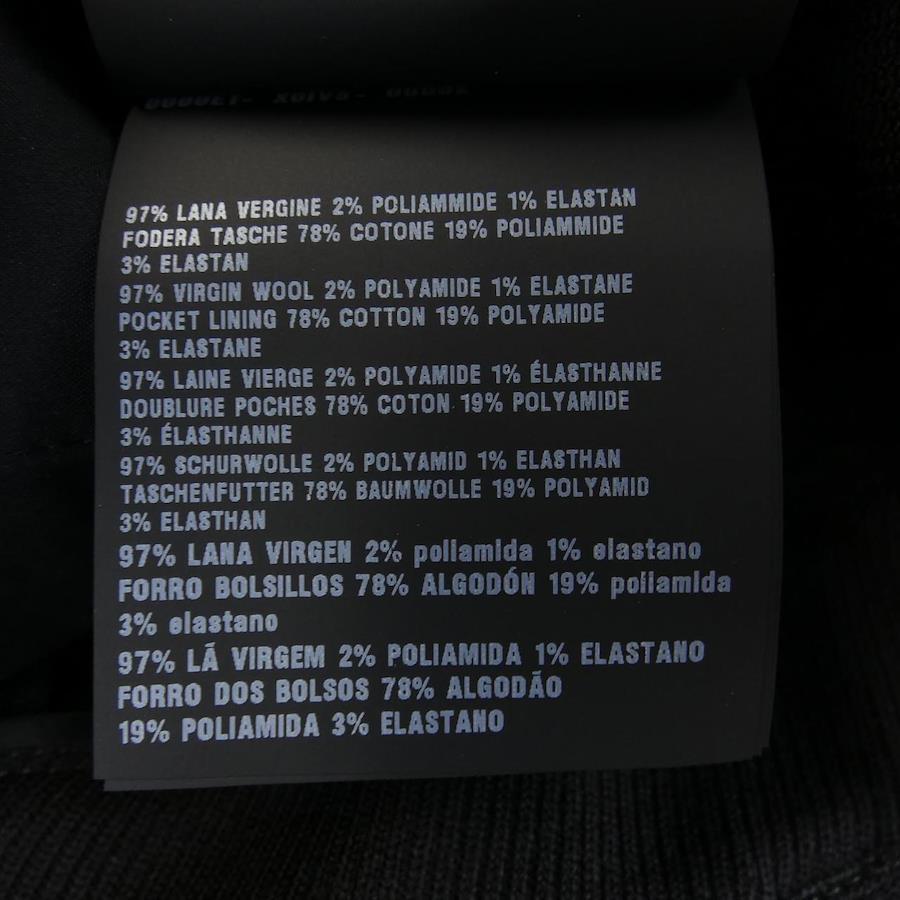 97% LANA VERGINE 2% POLIAMMIDE 1% ELASTAN
FODERA TASCHE 78% COTONE 19% POLIAMMIDE
3% ELASTAN
97% VIRGIN WOOL 2% POLYAMIDE 1% ELASTANE
POCKET LINING 78% COTTON 19% POLYAMIDE
3% ELASTANE
97% LAINE VIERGE 2% POLYAMIDE 1% ÉLASTHANNE
DOUBLURE POCHES 78% COTON 19% POLYAMIDE
3% ÉLASTHANNE
97% SCHURWOLLE 2% POLYAMID 1% ELASTHAN
TASCHENFUTTER 78% BAUMWOLLE 19% POLYAMID
3% ELASTHAN
97% LANA VIRGEN 2% poliamida 1% elastano
FORRO BOLSILLOS 78% ALGODÓN 19% poliamida
3% elastano
97% LÃ VIRGEM 2% POLIAMIDA 1% ELASTANO
FORRO DOS BOLSOS 78% ALGODÃO
19% POLIAMIDA 3% ELASTANO